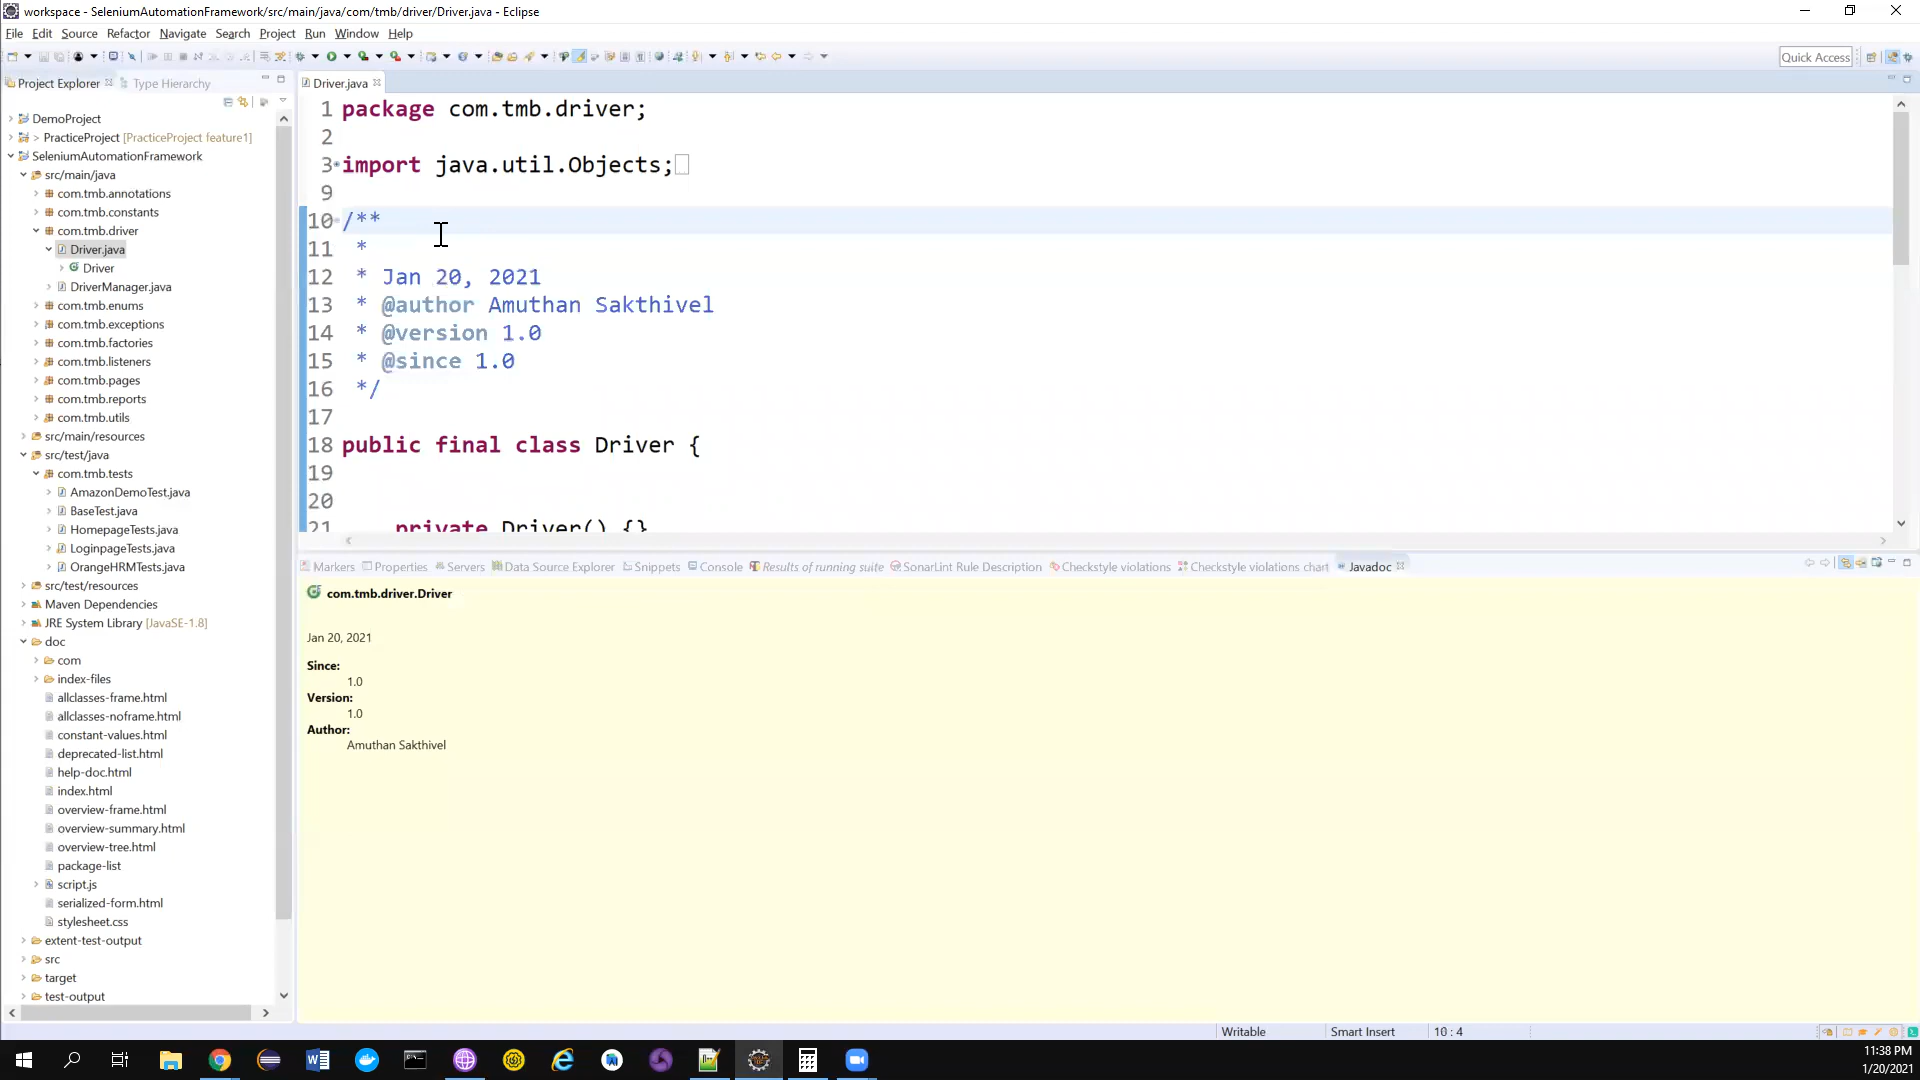 workspace - SeleniumAutomationFramework/src/main/java/com/tmb/driver/Driver.java - Eclipse
File Edit Source Refactor Navigate Search Project Run Window Help
Quick Access
Project Explorer Type Hierarchy
DemoProject
> PracticeProject [PracticeProject feature1]
SeleniumAutomationFramework
src/main/java
com.tmb.annotations
com.tmb.constants
com.tmb.driver
Driver.java
Driver
DriverManager.java
com.tmb.enums
com.tmb.exceptions
com.tmb.factories
com.tmb.listeners
com.tmb.pages
com.tmb.reports
com.tmb.utils
src/main/resources
src/test/java
com.tmb.tests
AmazonDemoTest.java
BaseTest.java
HomepageTests.java
LoginpageTests.java
OrangeHRMTests.java
src/test/resources
Maven Dependencies
JRE System Library [JavaSE-1.8]
doc
com
index-files
allclasses-frame.html
allclasses-noframe.html
constant-values.html
deprecated-list.html
help-doc.html
index.html
overview-frame.html
overview-summary.html
overview-tree.html
package-list
script.js
serialized-form.html
stylesheet.css
extent-test-output
src
target
test-output
Driver.java
1 package com.tmb.driver;
2
3 import java.util.Objects;
9
10 /**
11 *
12 * Jan 20, 2021
13 * @author Amuthan Sakthivel
14 * @version 1.0
15 * @since 1.0
16 */
17
18 public final class Driver {
19
20
21 private Driver() {}
Markers Properties Servers Data Source Explorer Snippets Console Results of running suite SonarLint Rule Description Checkstyle violations Checkstyle violations chart Javadoc
com.tmb.driver.Driver
Jan 20, 2021
Since:
1.0
Version:
1.0
Author:
Amuthan Sakthivel
Writable Smart Insert 10 : 4
11:38 PM
1/20/2021